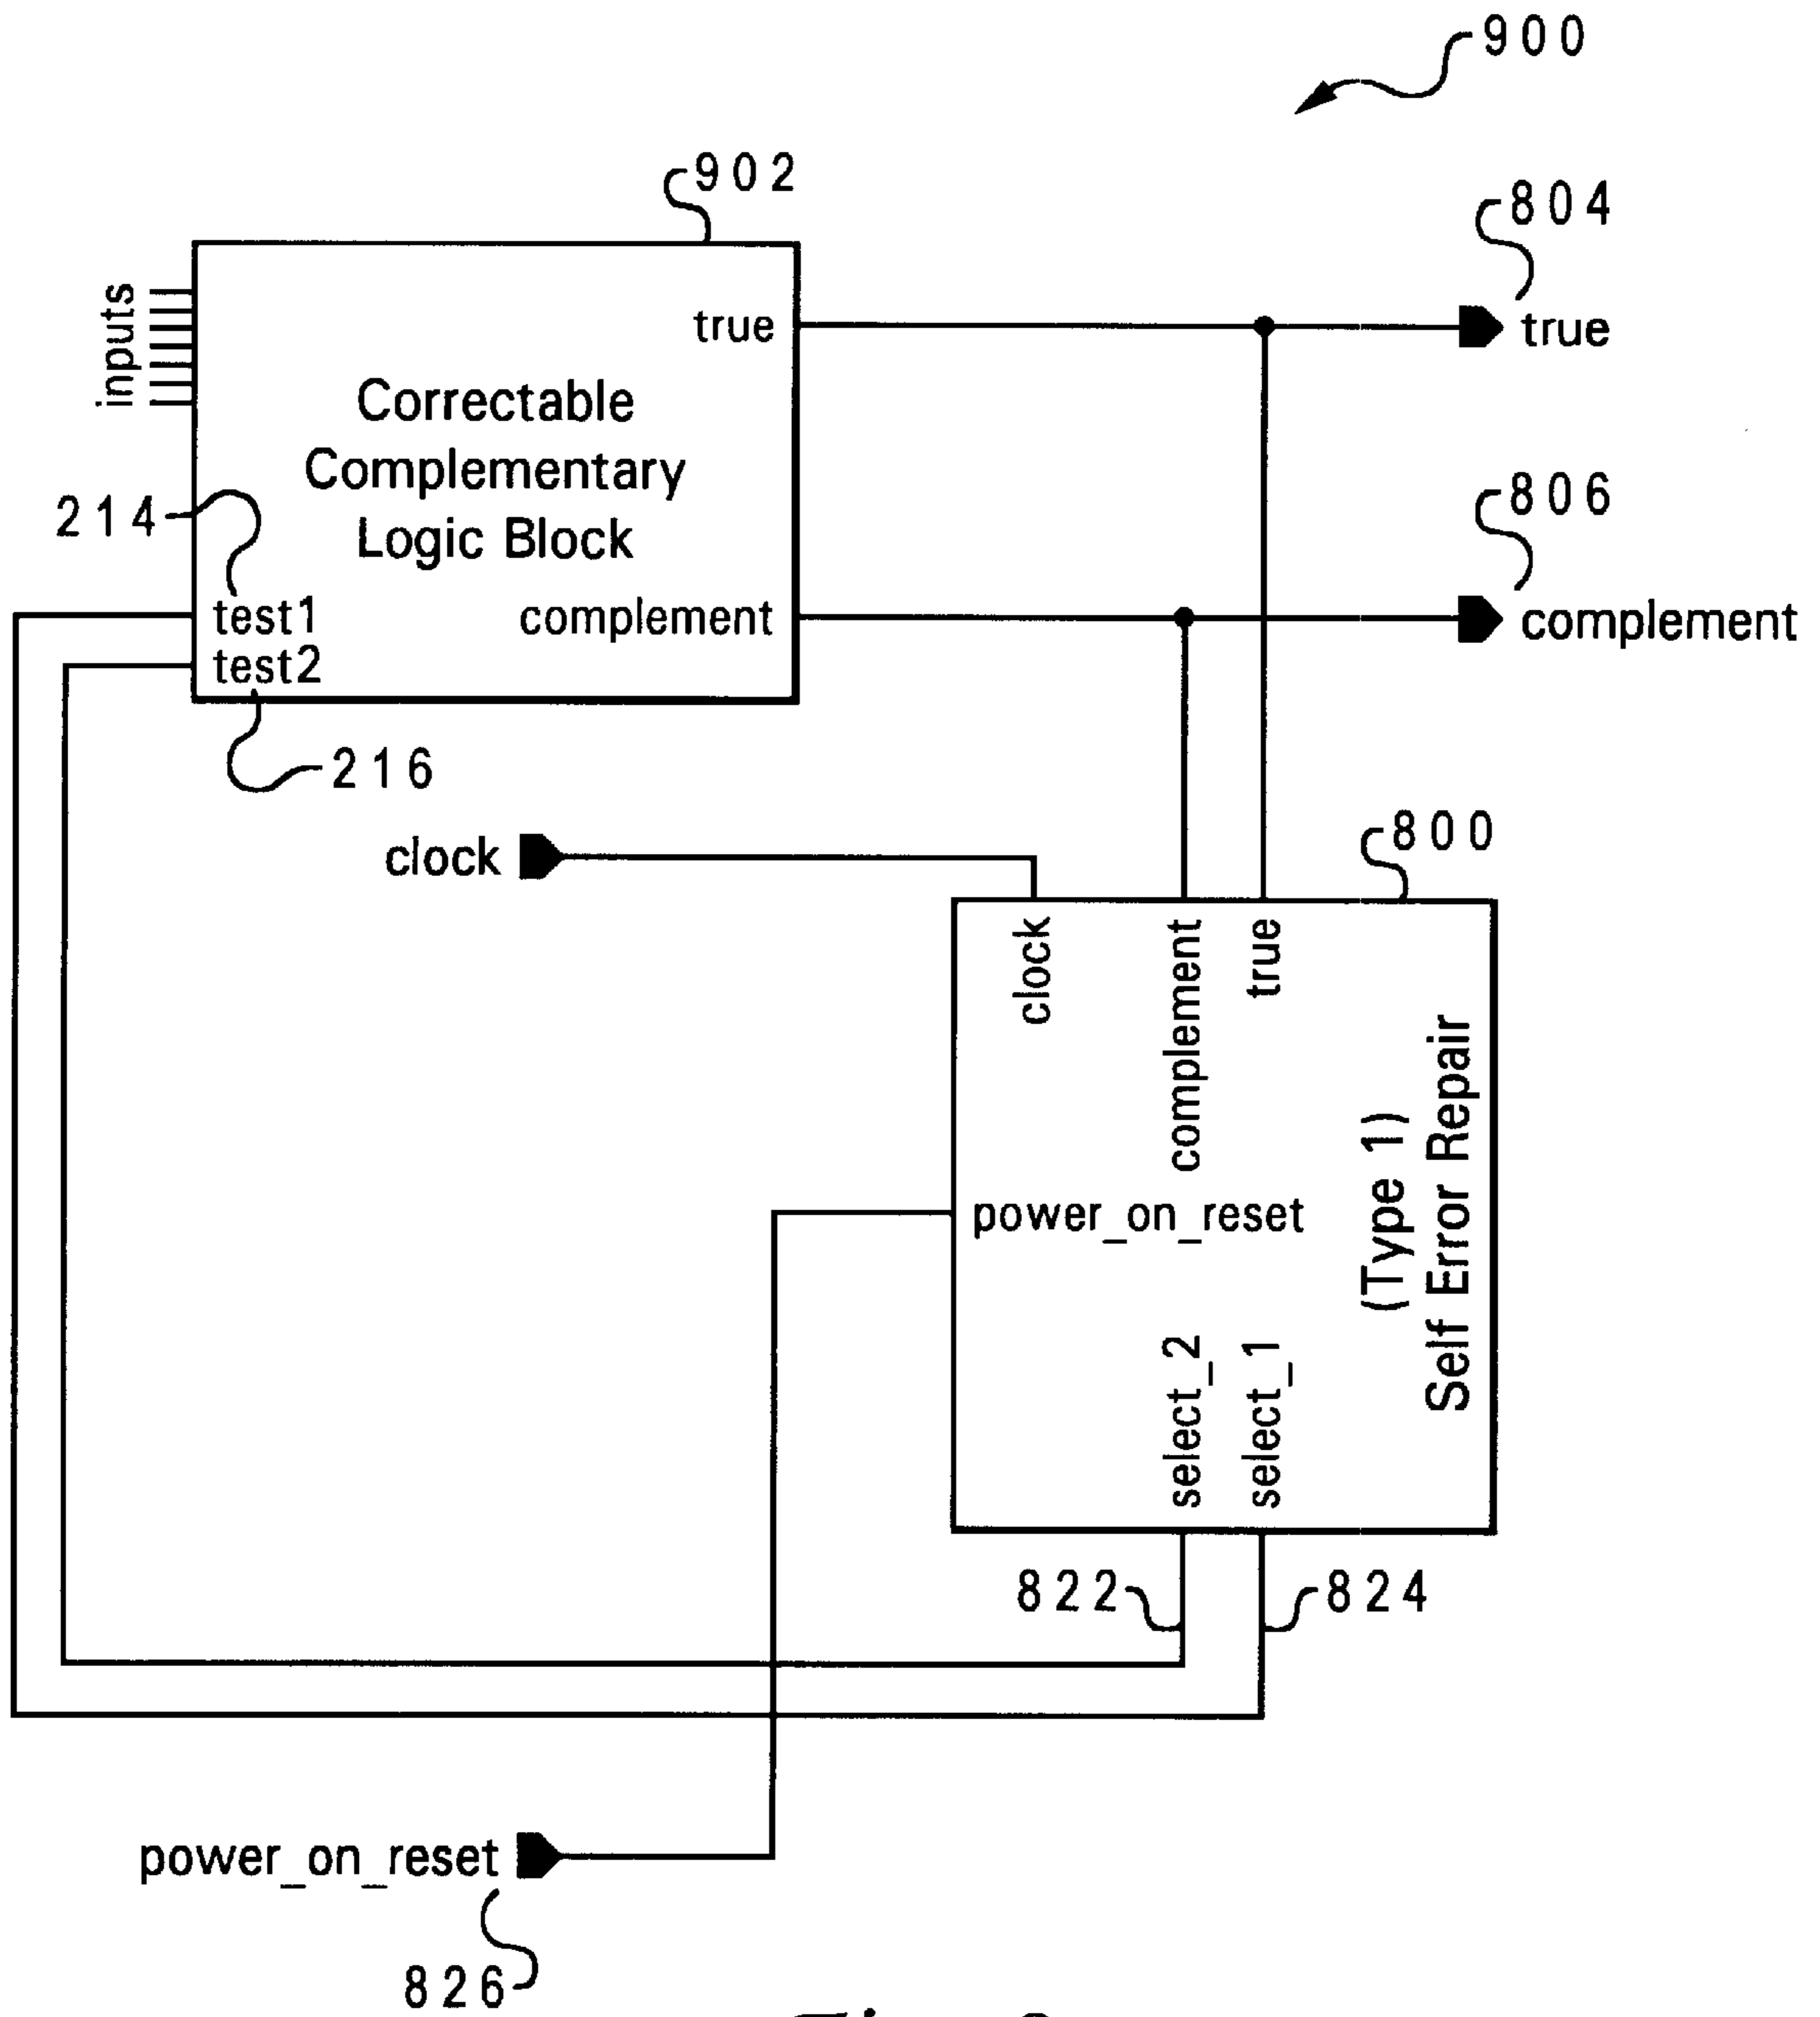 900
902
804
inputs
true
true
Correctable
Complementary
Logic Block
214
806
test1
complement
complement
test2
216
800
clock
clock
complement
true
power_on_reset
(Type 1)
Self Error Repair
select_2
select_1
822
824
power_on_reset
826